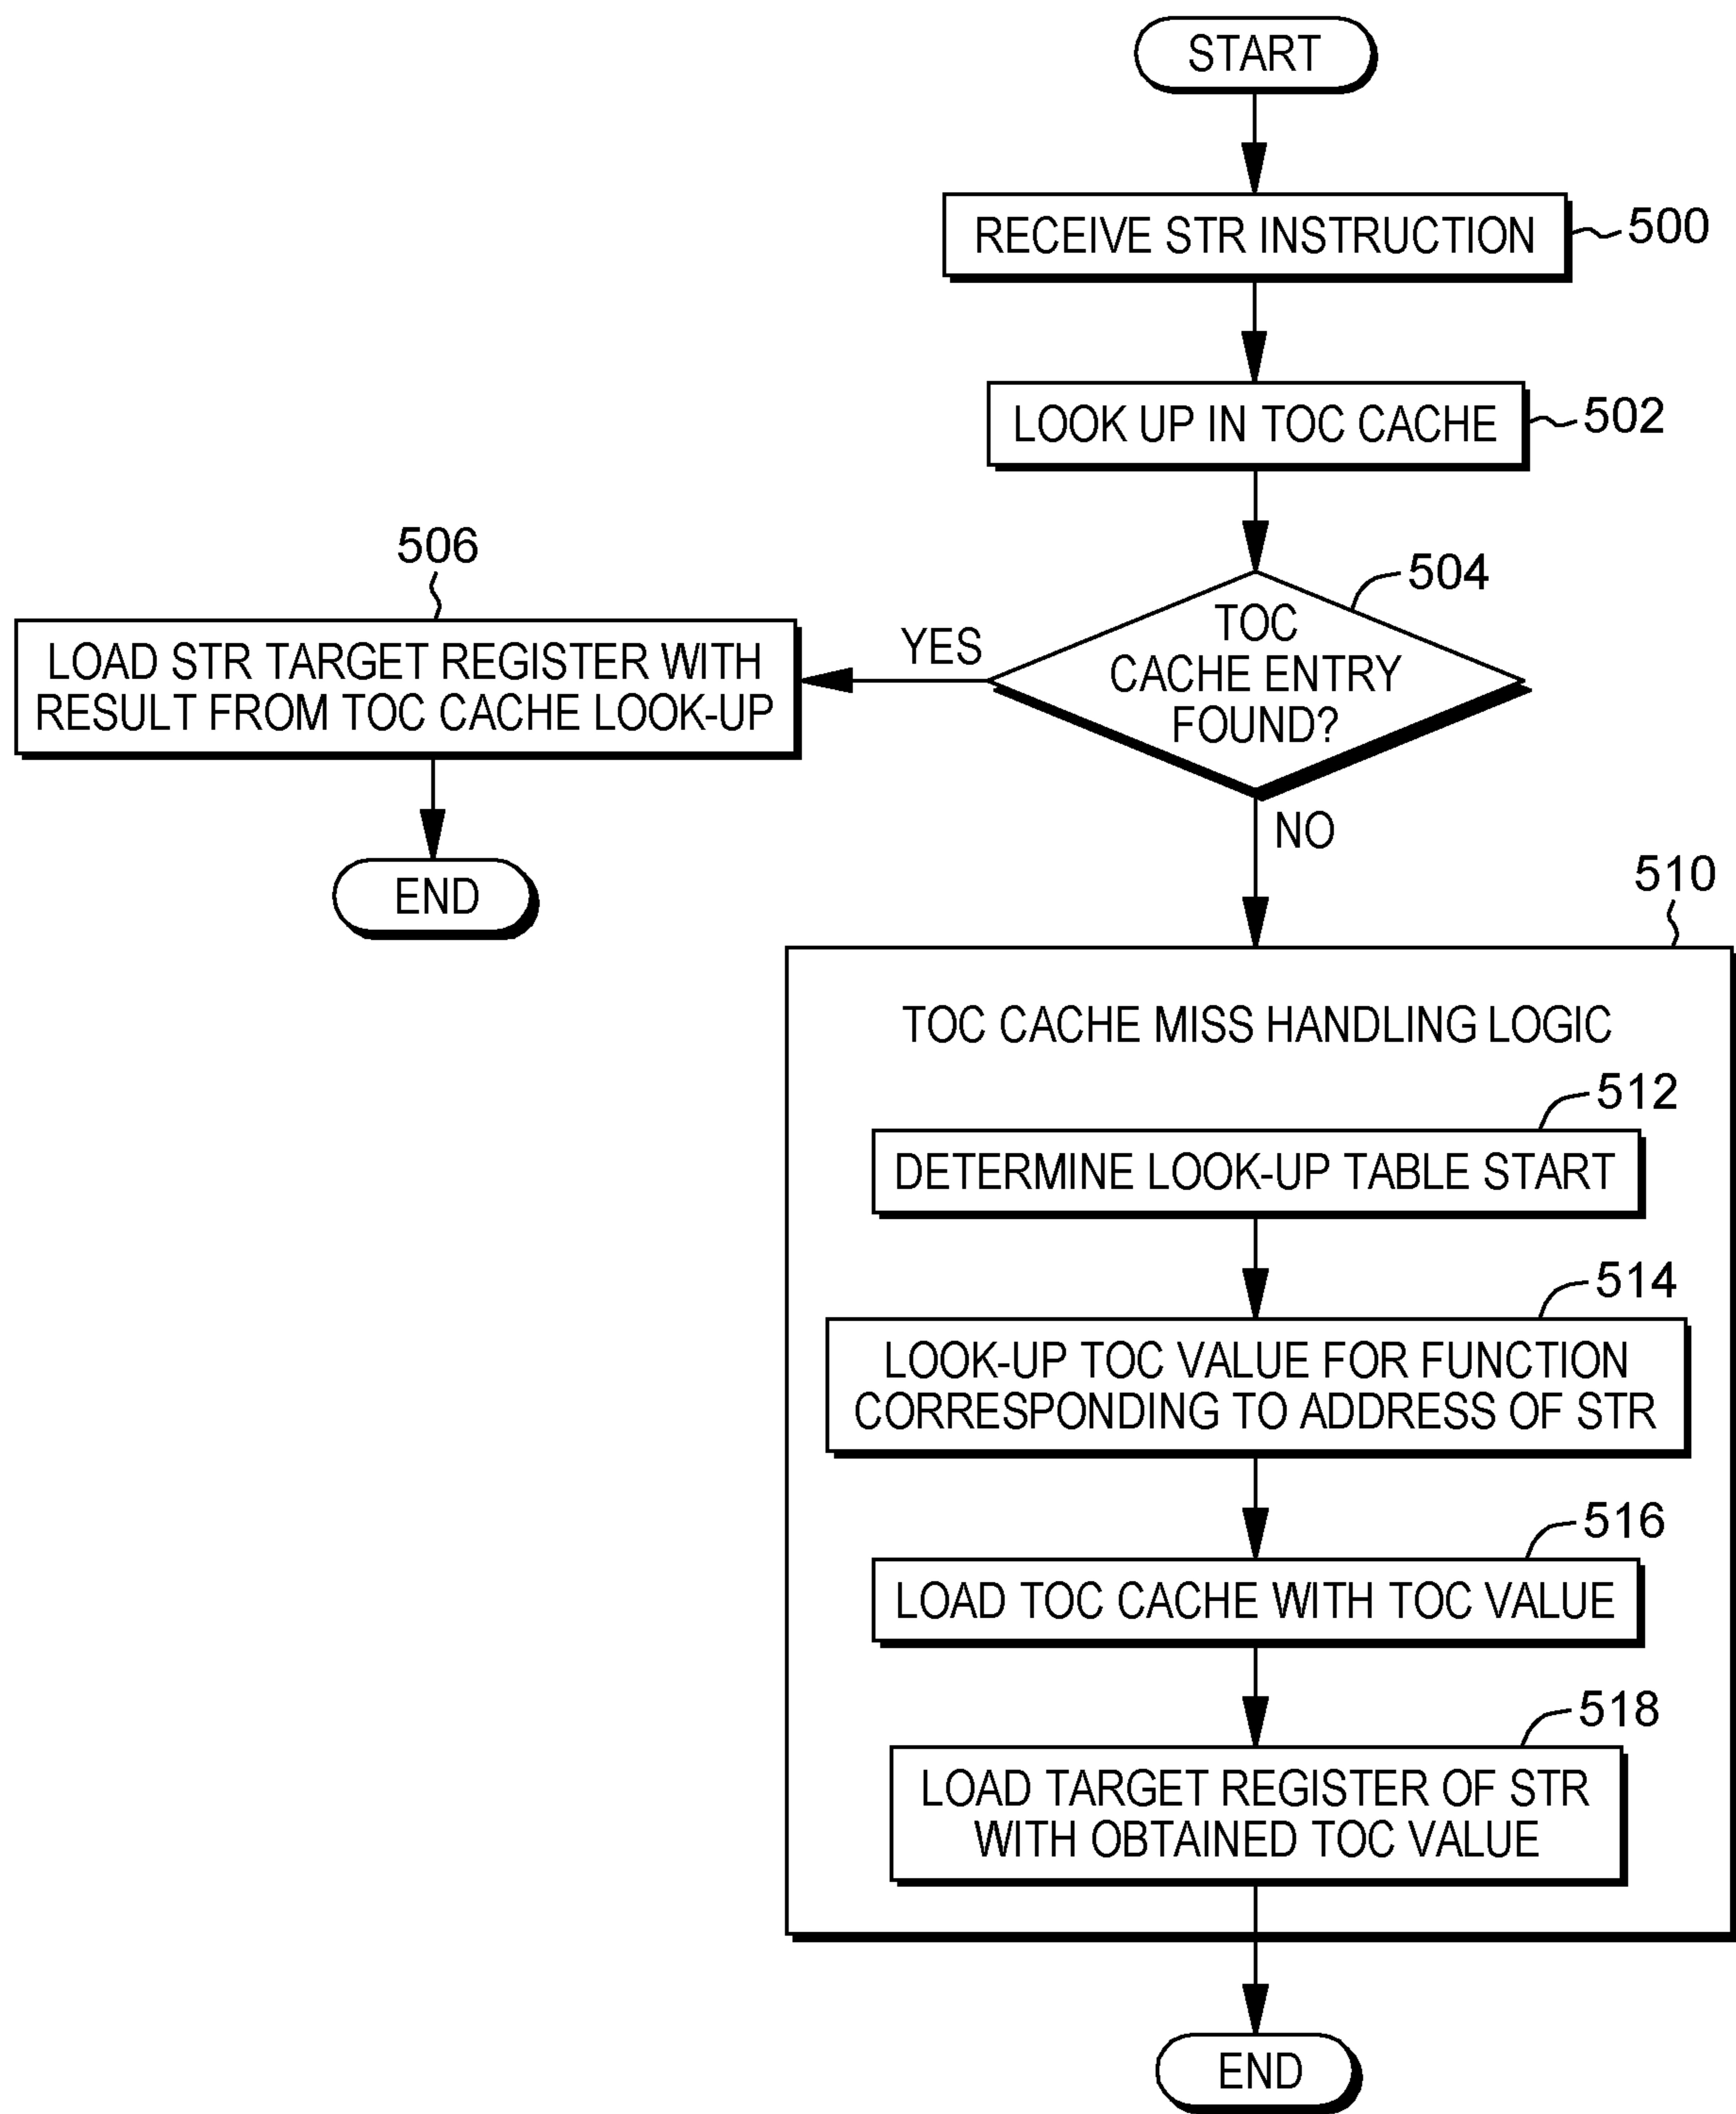 START
RECEIVE STR INSTRUCTION
500
LOOK UP IN TOC CACHE
502
504
TOC
CACHE ENTRY
FOUND?
YES
506
LOAD STR TARGET REGISTER WITH
RESULT FROM TOC CACHE LOOK-UP
END
NO
510
TOC CACHE MISS HANDLING LOGIC
512
DETERMINE LOOK-UP TABLE START
514
LOOK-UP TOC VALUE FOR FUNCTION
CORRESPONDING TO ADDRESS OF STR
516
LOAD TOC CACHE WITH TOC VALUE
518
LOAD TARGET REGISTER OF STR
WITH OBTAINED TOC VALUE
END